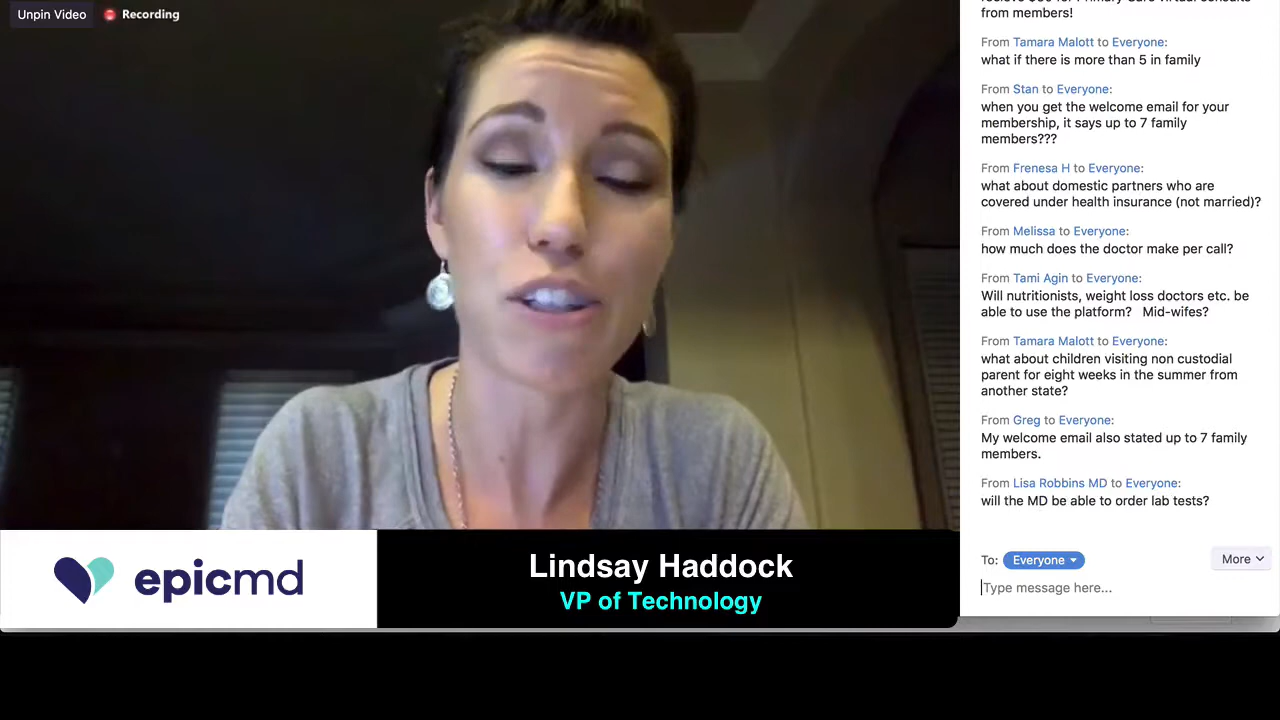 Unpin Video
Recording
from members!
From Tamara Malott to Everyone:
what if there is more than 5 in family
From Stan to Everyone:
when you get the welcome email for your
membership, it says up to 7 family
members???
From Frenesa H to Everyone:
what about domestic partners who are
covered under health insurance (not married)?
From Melissa to Everyone:
how much does the doctor make per call?
From Tami Agin to Everyone:
Will nutritionists, weight loss doctors etc. be
able to use the platform? Mid-wifes?
From Tamara Malott to Everyone:
what about children visiting non custodial
parent for eight weeks in the summer from
another state?
From Greg to Everyone:
My welcome email also stated up to 7 family
members.
From Lisa Robbins MD to Everyone:
will the MD be able to order lab tests?
To: Everyone
More
Type message here...
epicmd
Lindsay Haddock
VP of Technology